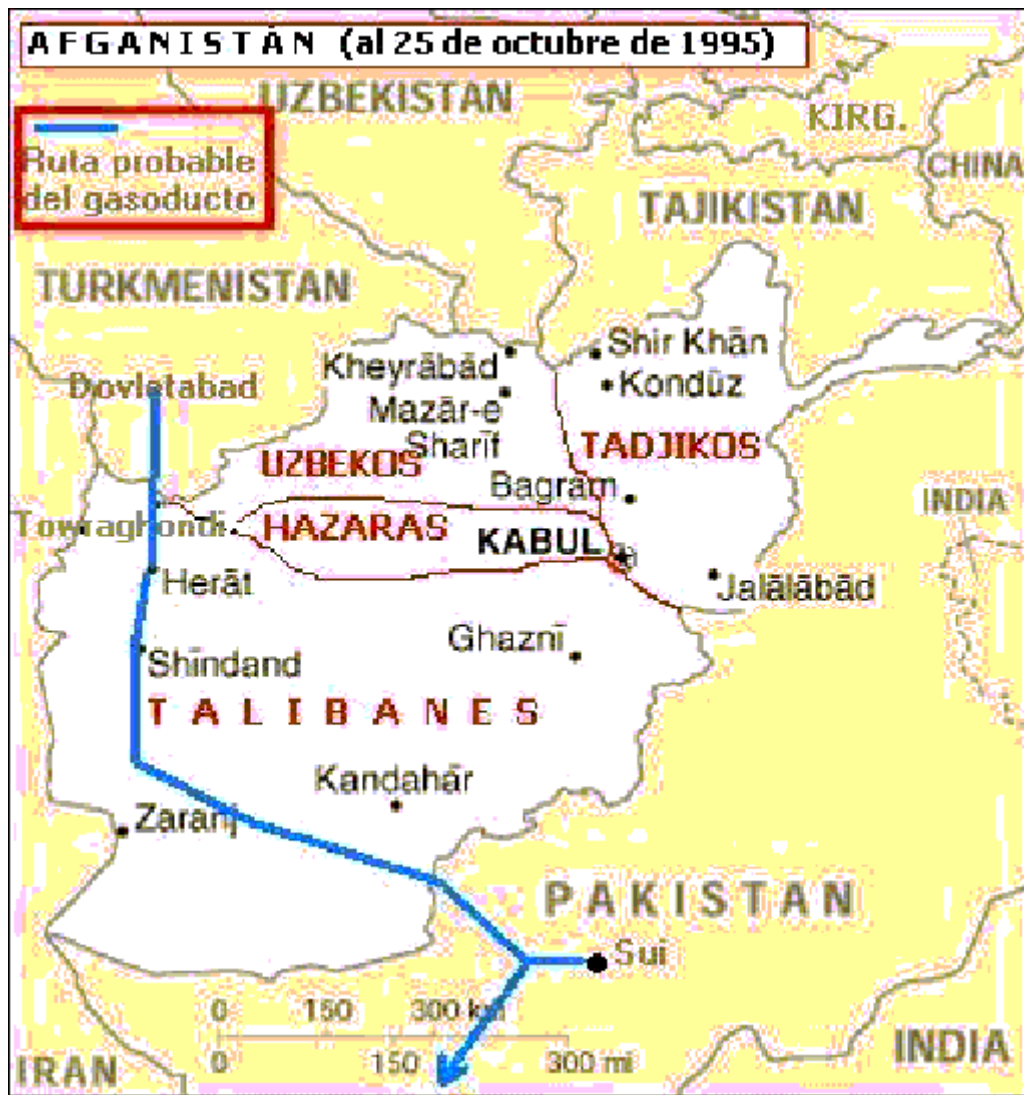 AFGANISTÁN (al 25 de octubre de 1995)
UZBEKISTAN
KIRG.
Ruta probable
del gasoducto
CHINA
TAJIKISTAN
TURKMENISTAN
Shir Khān
Kheyrābād
Dovletabad
Kondūz
Mazār-e
Sharīf
TADJIKOS
UZBEKOS
Bagrām
INDIA
Towraghondi
HAZARAS
KABUL
Herāt
Jalālābād
Ghaznī
Shīndand
TALIBANES
Kandahār
Zaranj
PAKISTAN
Sui
0 150 300 km
0 150 300 mi
INDIA
IRAN